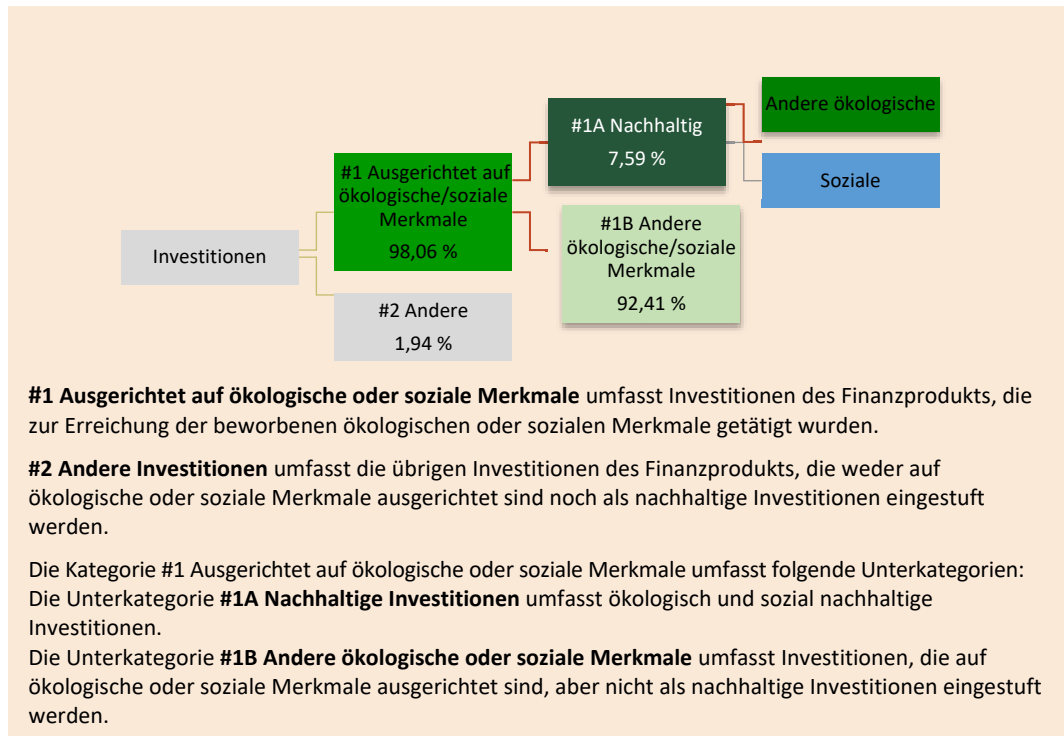 Investitionen
#1 Ausgerichtet auf
ökologische/soziale
Merkmale
98,06 %
#2 Andere
1,94 %
#1A Nachhaltig
7,59 %
#1B Andere
ökologische/soziale
Merkmale
92,41 %
Andere ökologische
Soziale
#1 Ausgerichtet auf ökologische oder soziale Merkmale umfasst Investitionen des Finanzprodukts, die
zur Erreichung der beworbenen ökologischen oder sozialen Merkmale getätigt wurden.
#2 Andere Investitionen umfasst die übrigen Investitionen des Finanzprodukts, die weder auf
ökologische oder soziale Merkmale ausgerichtet sind noch als nachhaltige Investitionen eingestuft
werden.
Die Kategorie #1 Ausgerichtet auf ökologische oder soziale Merkmale umfasst folgende Unterkategorien:
Die Unterkategorie #1A Nachhaltige Investitionen umfasst ökologisch und sozial nachhaltige
Investitionen.
Die Unterkategorie #1B Andere ökologische oder soziale Merkmale umfasst Investitionen, die auf
ökologische oder soziale Merkmale ausgerichtet sind, aber nicht als nachhaltige Investitionen eingestuft
werden.